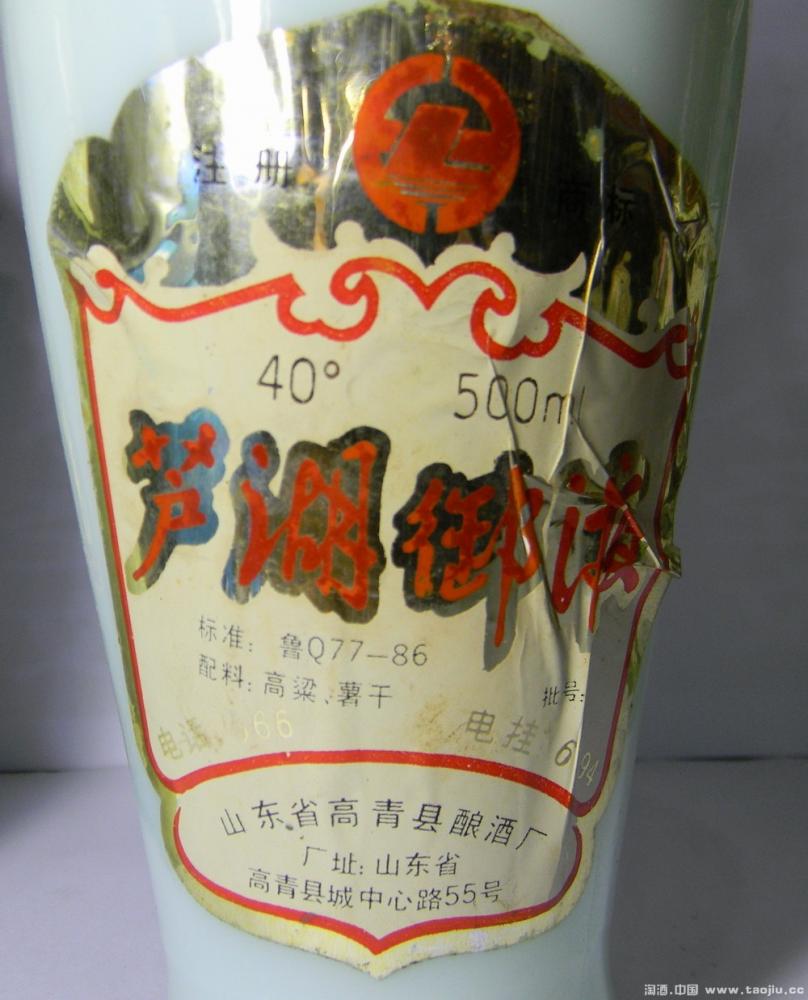 注册 商标
40° 500ml
芦湖御液
标准: 鲁Q77—86
配料: 高粱、薯干
批号:
电话: 666
电挂: 6694
山东省高青县酿酒厂
厂址: 山东省
高青县城中心路55号
淘酒.中国 www.taojiu.cc